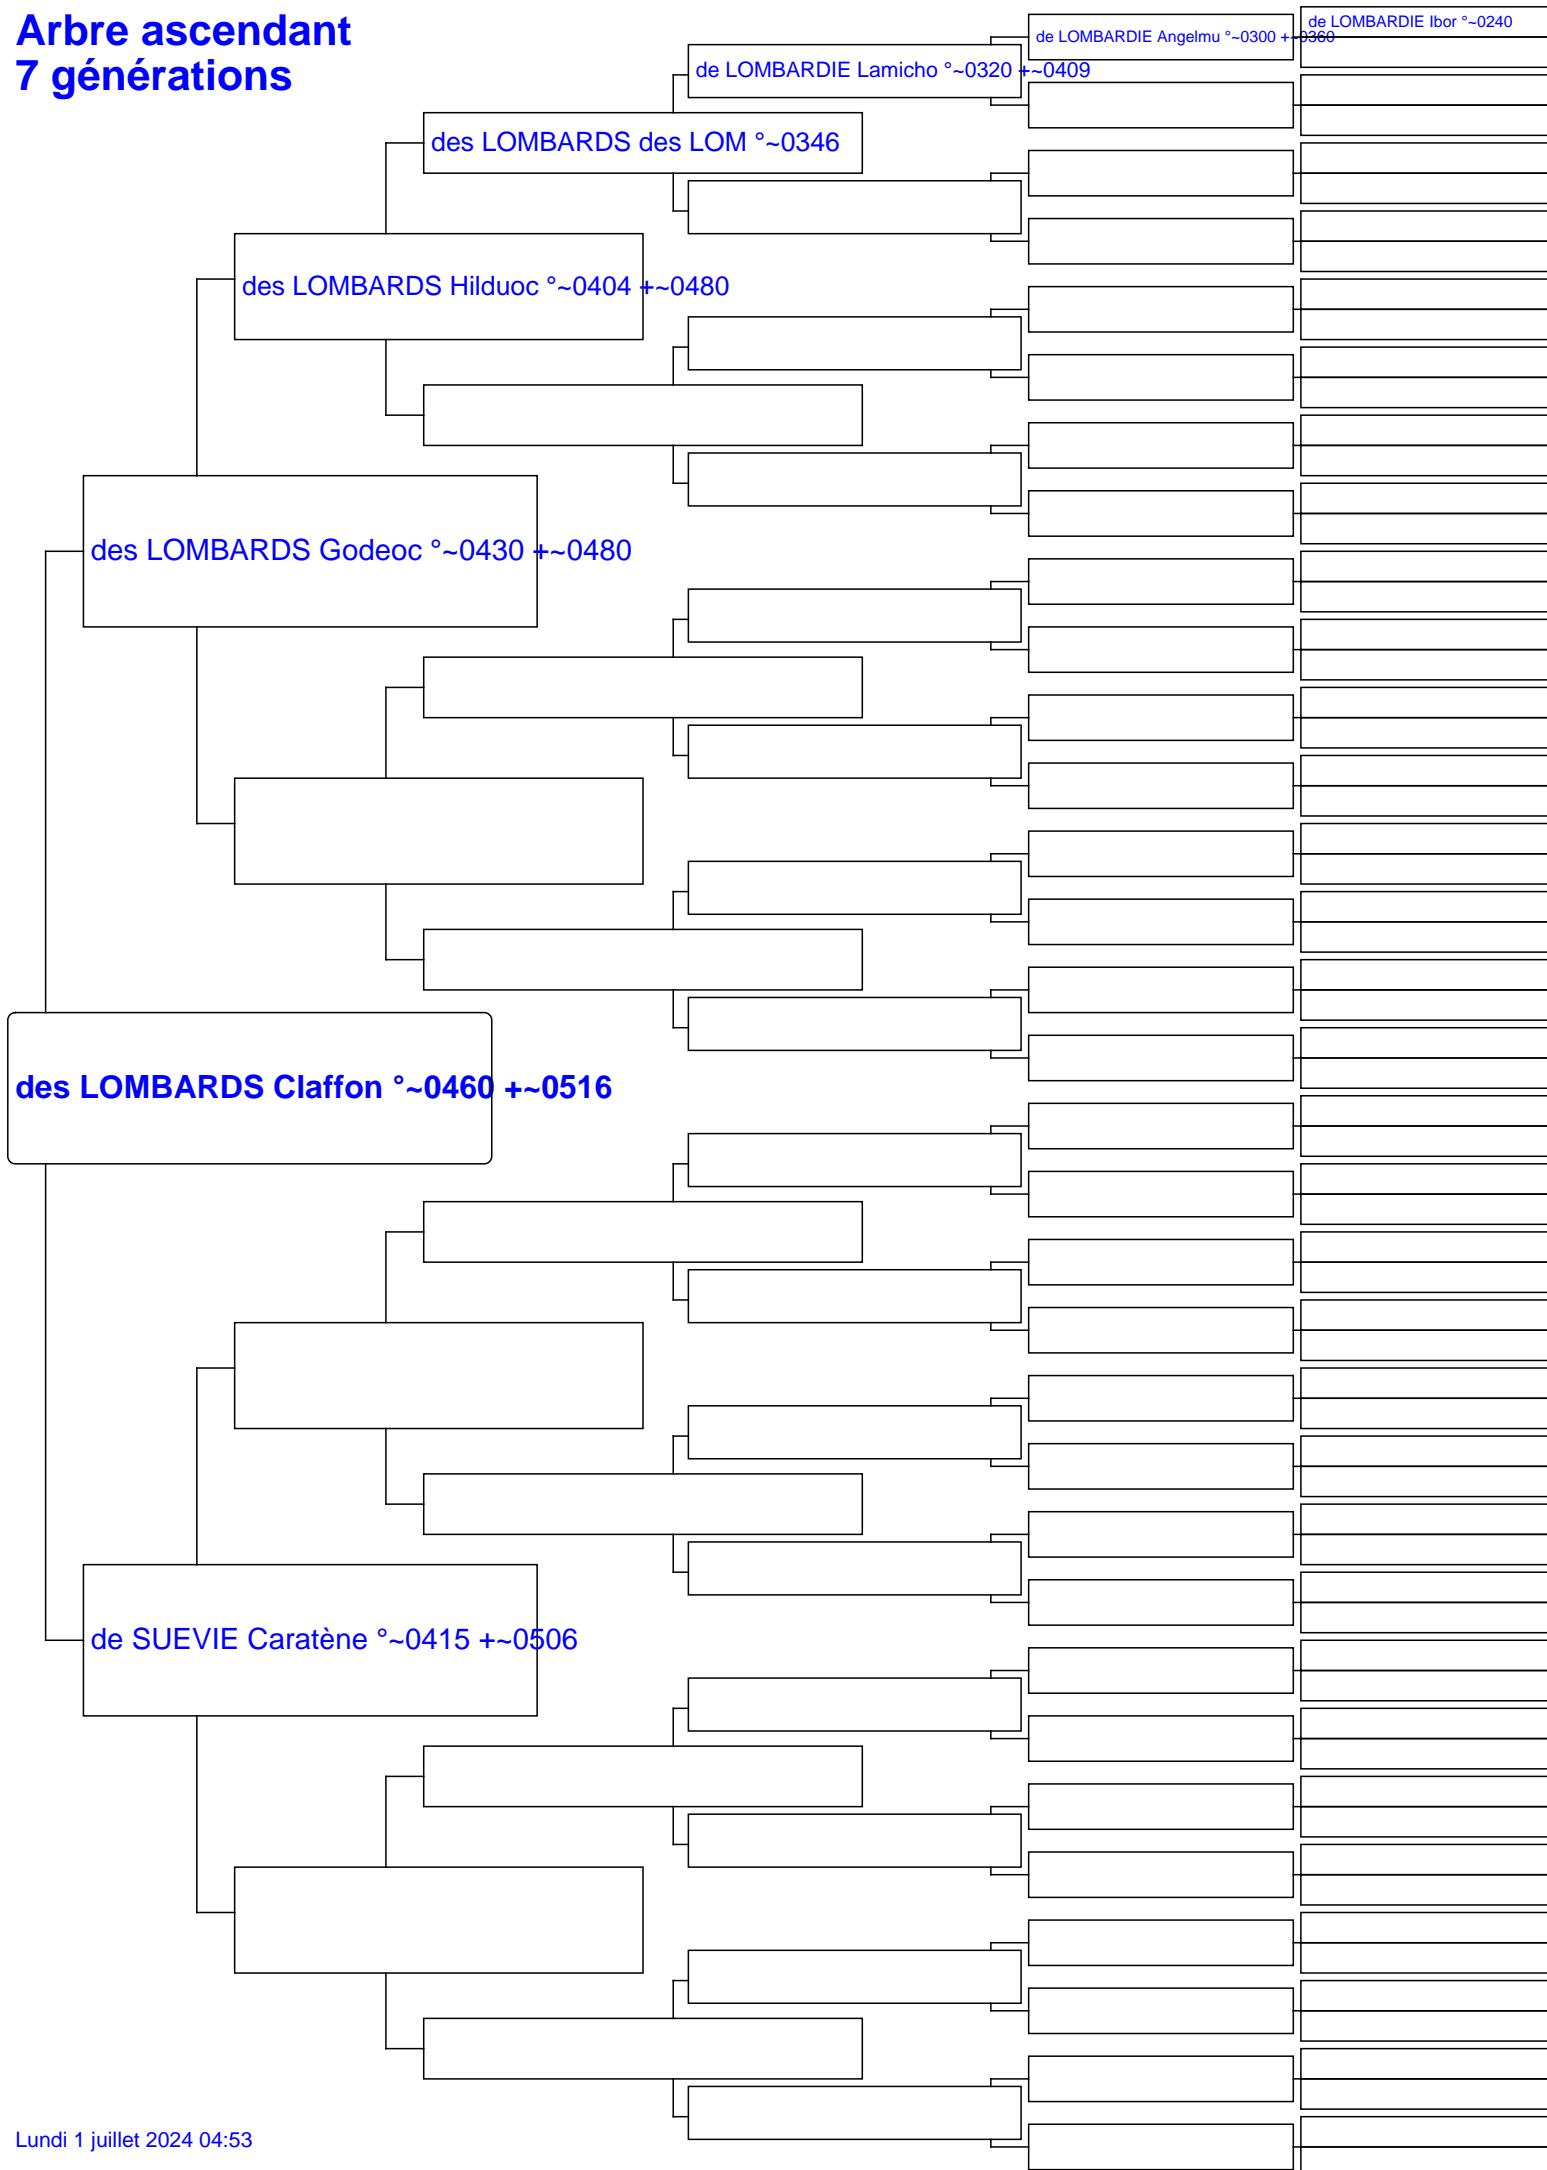 Arbre ascendant
7 générations
de LOMBARDIE Ibor °~0240
de LOMBARDIE Angelmu °~0300 +~0360
de LOMBARDIE Lamicho °~0320 +~0409
des LOMBARDS des LOM °~0346
des LOMBARDS Hilduoc °~0404 +~0480
des LOMBARDS Godeoc °~0430 +~0480
des LOMBARDS Claffon °~0460 +~0516
de SUEVIE Caratène °~0415 +~0506
Lundi 1 juillet 2024 04:53